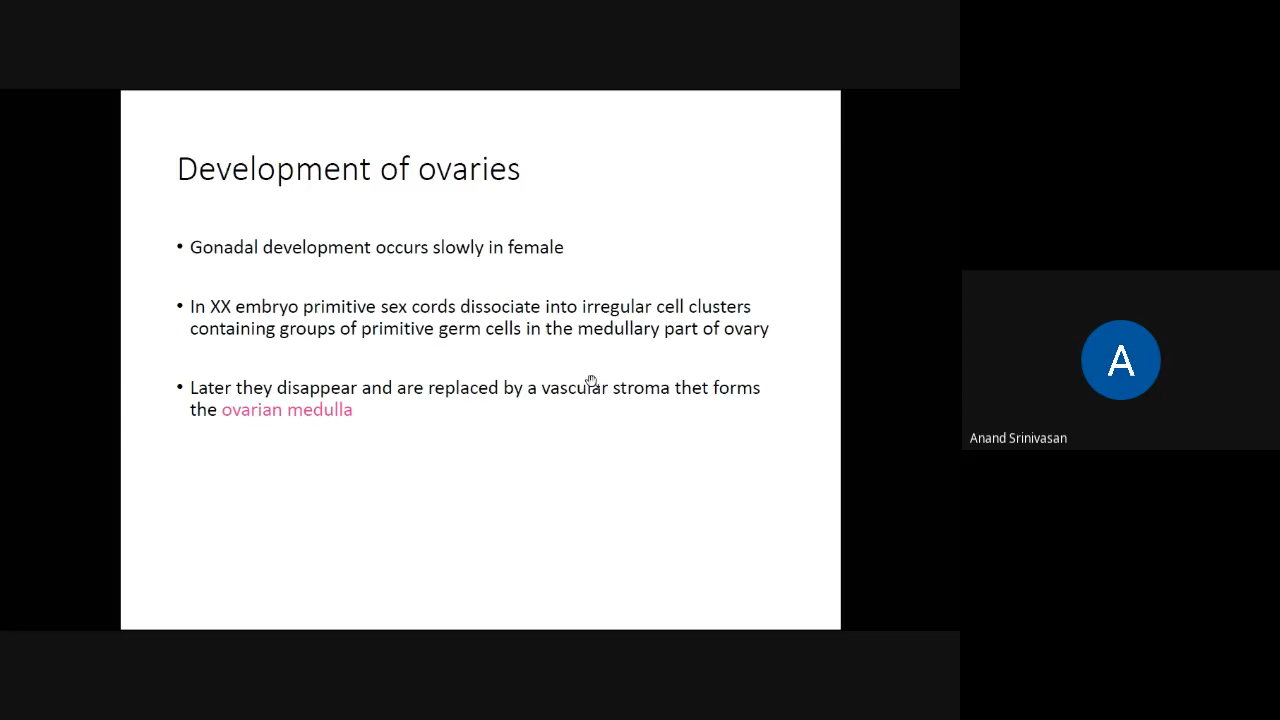 Development of ovaries
• Gonadal development occurs slowly in female
• In XX embryo primitive sex cords dissociate into irregular cell clusters
containing groups of primitive germ cells in the medullary part of ovary
• Later they disappear and are replaced by a vascular stroma thet forms
the ovarian medulla
A
Anand Srinivasan